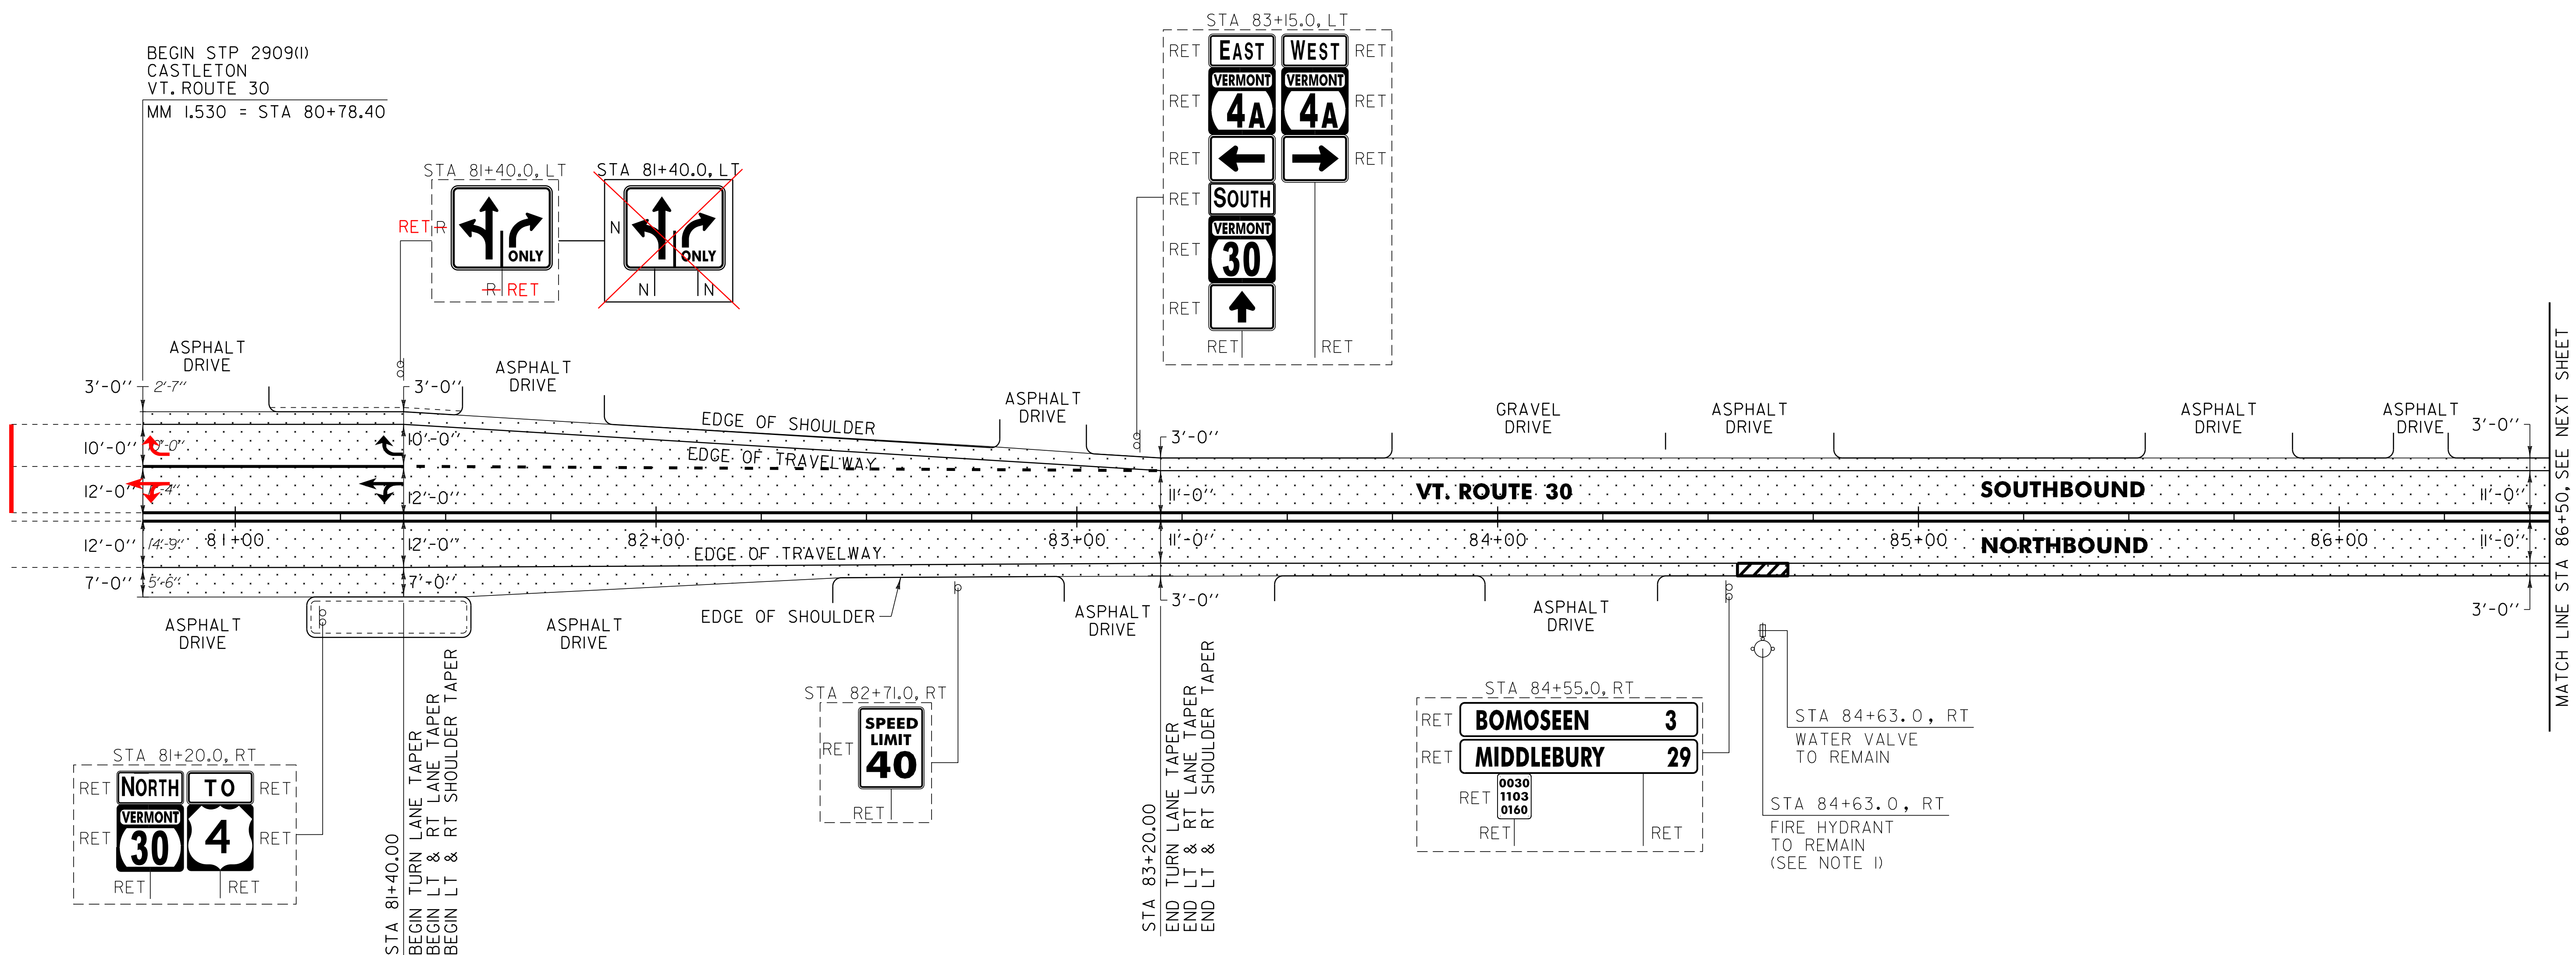 BEGIN STP 2909(1)
CASTLETON
VT. ROUTE 30
MM 1.530 = STA 80+78.40
STA 81+40.0, LT
RET R
ONLY
R RET
STA 81+40.0, LT
N
ONLY
N N
STA 83+15.0, LT
RET EAST WEST RET
RET VERMONT 4A VERMONT 4A RET
RET RET
RET SOUTH
RET VERMONT 30
RET
RET RET
ASPHALT
DRIVE
ASPHALT
DRIVE
ASPHALT
DRIVE
GRAVEL
DRIVE
ASPHALT
DRIVE
ASPHALT
DRIVE
ASPHALT
DRIVE
3'-0" 2'-7"
3'-0"
3'-0"
3'-0"
EDGE OF SHOULDER
EDGE OF TRAVELWAY
10'-0"
10'-0"
12'-0"
12'-0"
11'-0"
VT. ROUTE 30
SOUTHBOUND
11'-0"
81+00
82+00
83+00
84+00
85+00
86+00
12'-0" 14'-9"
12'-0"
EDGE OF TRAVELWAY
11'-0"
NORTHBOUND
11'-0"
7'-0" 5'-6"
7'-0"
EDGE OF SHOULDER
3'-0"
3'-0"
ASPHALT
DRIVE
ASPHALT
DRIVE
ASPHALT
DRIVE
ASPHALT
DRIVE
MATCH LINE STA 86+50, SEE NEXT SHEET
STA 81+20.0, RT
RET NORTH TO RET
RET VERMONT 30 4 RET
RET RET
STA 81+40.00
BEGIN TURN LANE TAPER
BEGIN LT & RT LANE TAPER
BEGIN LT & RT SHOULDER TAPER
STA 82+71.0, RT
RET SPEED
LIMIT
40
RET
STA 83+20.00
END TURN LANE TAPER
END LT & RT LANE TAPER
END LT & RT SHOULDER TAPER
STA 84+55.0, RT
RET BOMOSEEN 3
RET MIDDLEBURY 29
RET 0030
1103
0160
RET RET
STA 84+63.0, RT
WATER VALVE
TO REMAIN
STA 84+63.0, RT
FIRE HYDRANT
TO REMAIN
(SEE NOTE 1)